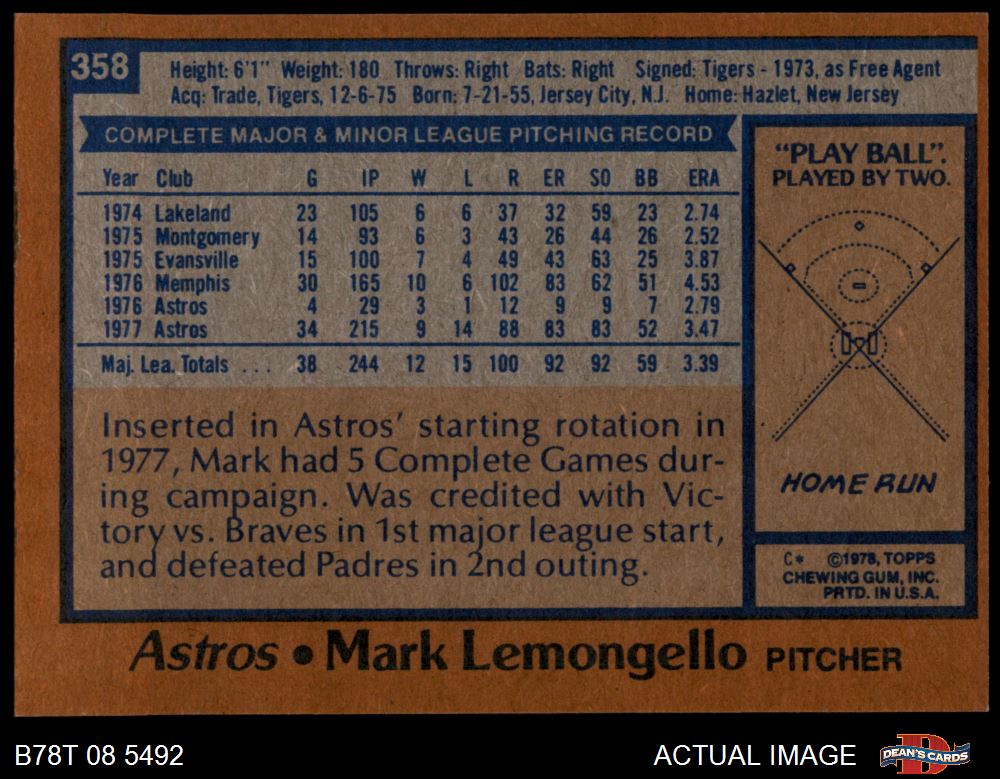 358
Height: 6'1" Weight: 180 Throws: Right Bats: Right Signed: Tigers - 1973, as Free Agent
Acq: Trade, Tigers, 12-6-75 Born: 7-21-55, Jersey City, N.J. Home: Hazlet, New Jersey
COMPLETE MAJOR & MINOR LEAGUE PITCHING RECORD
Year Club G IP W L R ER SO BB ERA
1974 Lakeland 23 105 6 6 37 32 59 23 2.74
1975 Montgomery 14 93 6 3 43 26 44 26 2.52
1975 Evansville 15 100 7 4 49 43 63 25 3.87
1976 Memphis 30 165 10 6 102 83 62 51 4.53
1976 Astros 4 29 3 1 12 9 9 7 2.79
1977 Astros 34 215 9 14 88 83 83 52 3.47
Maj. Lea. Totals ... 38 244 12 15 100 92 92 59 3.39
Inserted in Astros' starting rotation in
1977, Mark had 5 Complete Games dur-
ing campaign. Was credited with Vic-
tory vs. Braves in 1st major league start,
and defeated Padres in 2nd outing.
"PLAY BALL".
PLAYED BY TWO.
HOME RUN
C* ©1978, TOPPS
CHEWING GUM, INC.
PRTD. IN U.S.A.
Astros • Mark Lemongello PITCHER
B78T 08 5492
ACTUAL IMAGE
D
DEAN'S CARDS